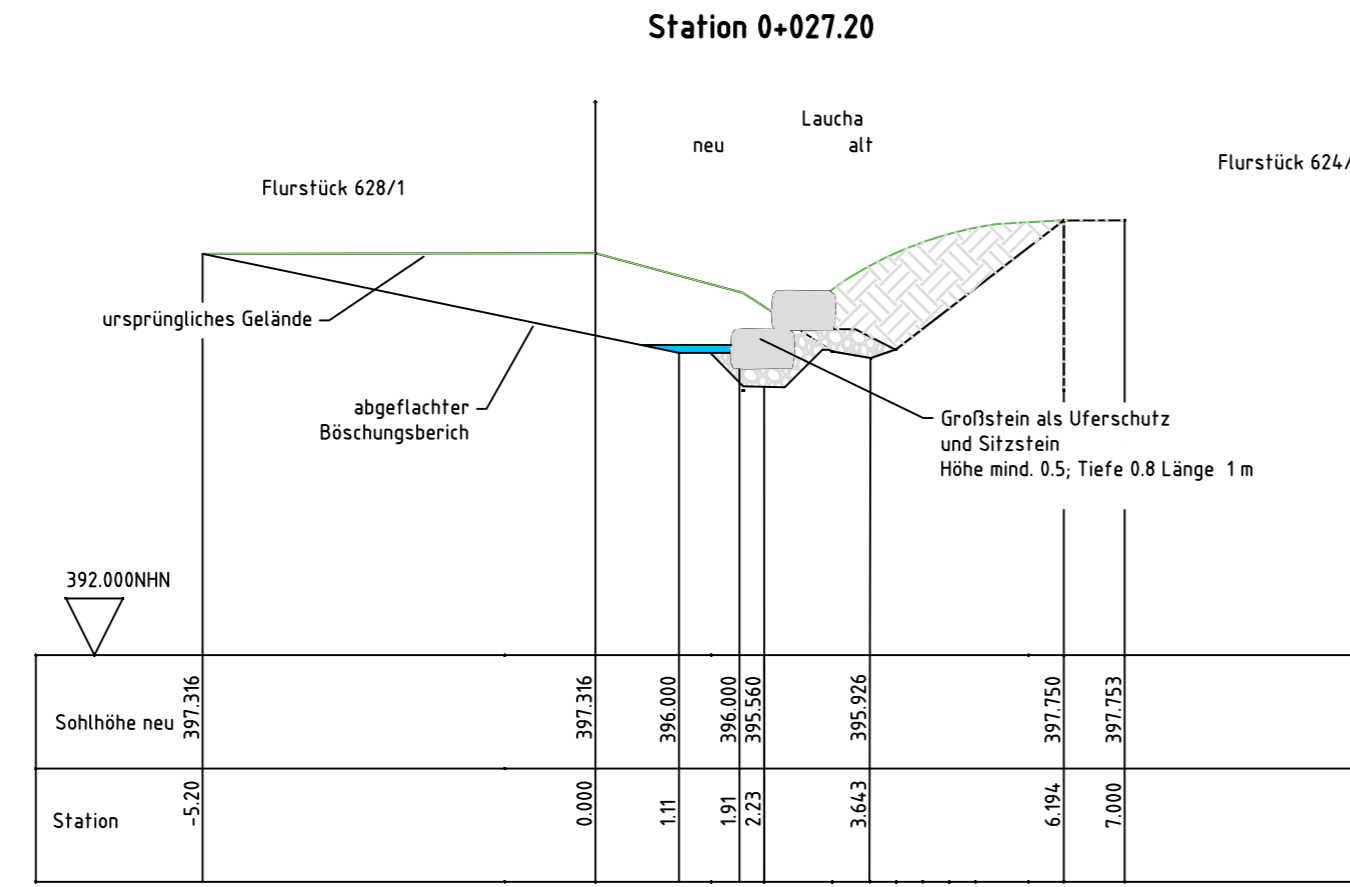 Station 0+027.20
Laucha
neu alt
Flurstück 624/
Flurstück 628/1
ursprüngliches Gelände
abgeflachter
Böschungsberich
Großstein als Uferschutz
und Sitzstein
Höhe mind. 0.5; Tiefe 0.8 Länge 1 m
392.000NHN
Sohlhöhe neu 397.316 397.316 396.000 396.000 395.560 395.926 397.750 397.753
Station -5.20 0.000 1.11 1.91 2.23 3.643 6.194 7.000